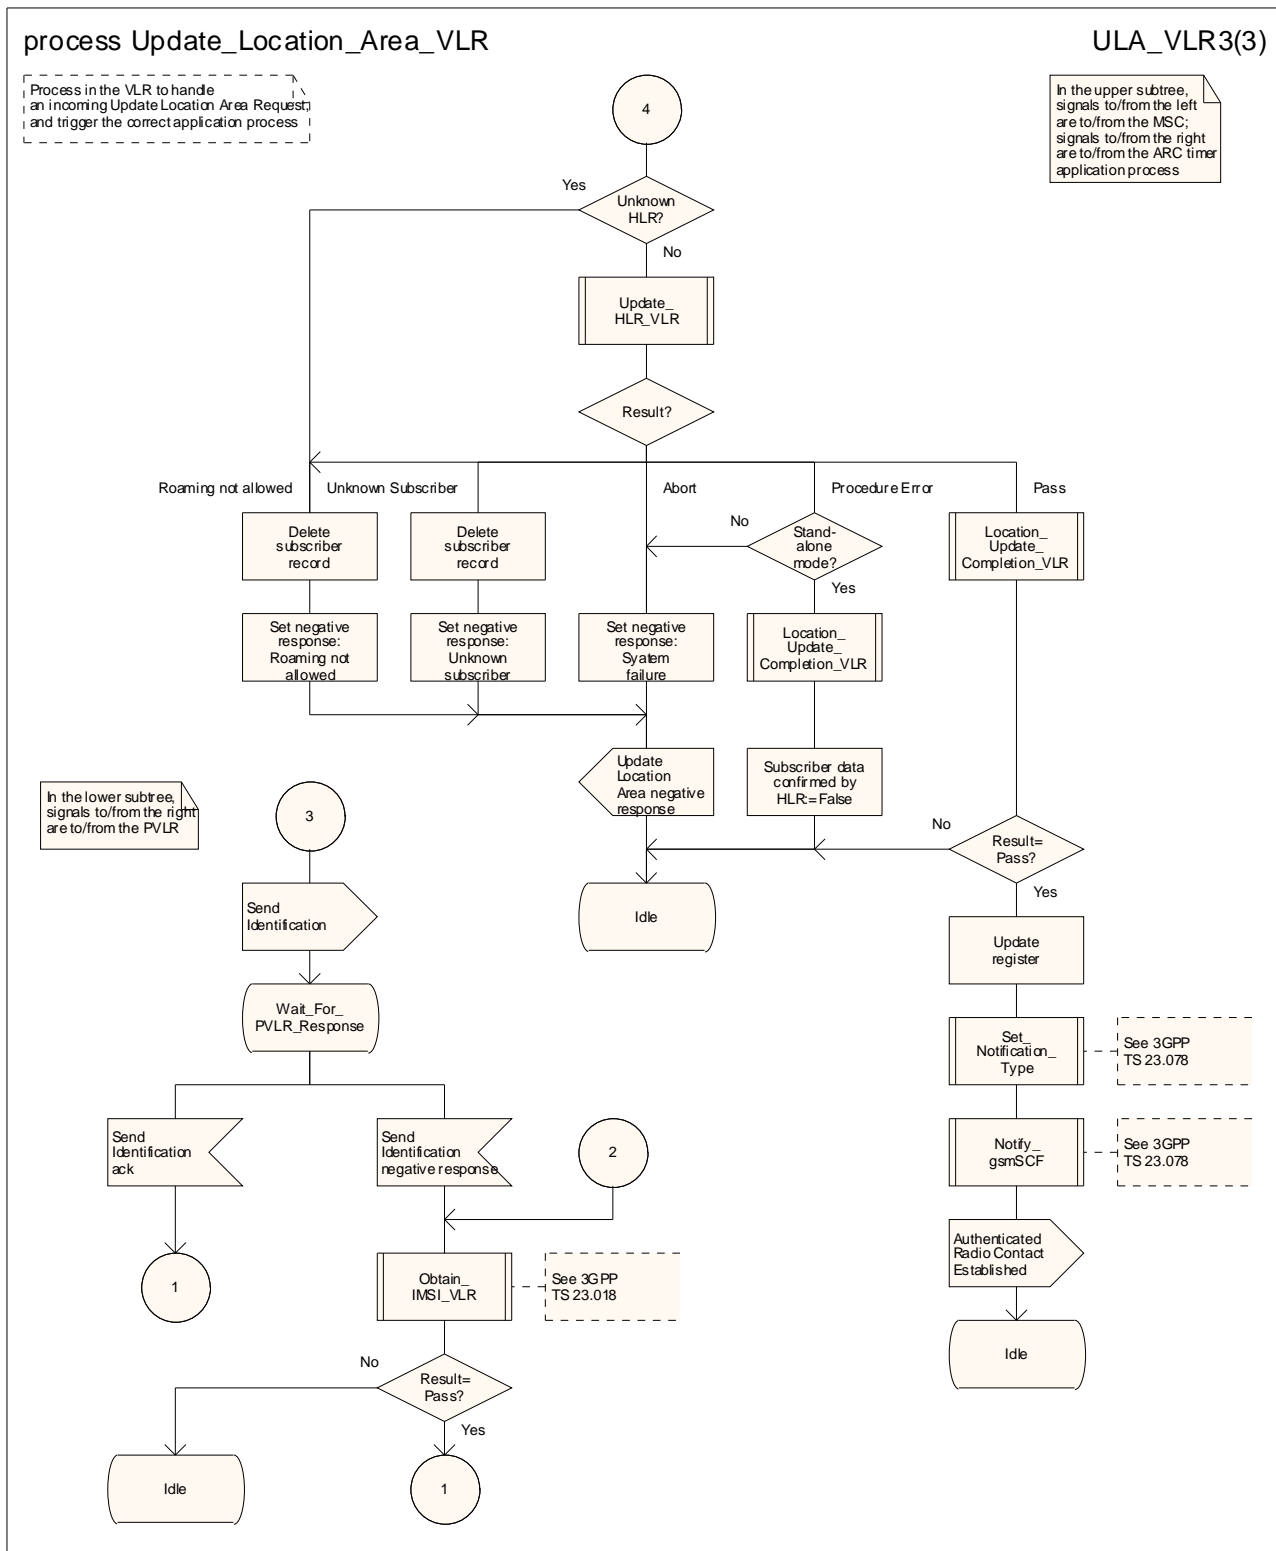 process Update_Location_Area_VLR
ULA_VLR3(3)
Process in the VLR to handle
an incoming Update Location Area Request,
and trigger the correct application process
In the upper subtree,
signals to/from the left
are to/from the MSC;
signals to/from the right
are to/from the ARC timer
application process
4
Yes
Unknown
HLR?
No
Update_
HLR_VLR
Result?
Roaming not allowed
Unknown Subscriber
Abort
Procedure Error
Pass
Delete
subscriber
record
Delete
subscriber
record
No
Stand-
alone
mode?
Yes
Location_
Update_
Completion_VLR
Set negative
response:
Roaming not
allowed
Set negative
response:
Unknown
subscriber
Set negative
response:
Syatem
failure
Location_
Update_
Completion_VLR
Update
Location
Area negative
response
Subscriber data
confirmed by
HLR:=False
In the lower subtree,
signals to/from the right
are to/from the PVLR
3
No
Result=
Pass?
Yes
Send
Identification
Idle
Update
register
Wait_For_
PVLR_Response
Set_
Notification_
Type
See 3GPP
TS 23.078
Send
Identification
ack
Send
Identification
negative response
2
Notify_
gsmSCF
See 3GPP
TS 23.078
Authenticated
Radio Contact
Established
1
Obtain_
IMSI_VLR
See 3GPP
TS 23.018
Idle
No
Result=
Pass?
Yes
Idle
1